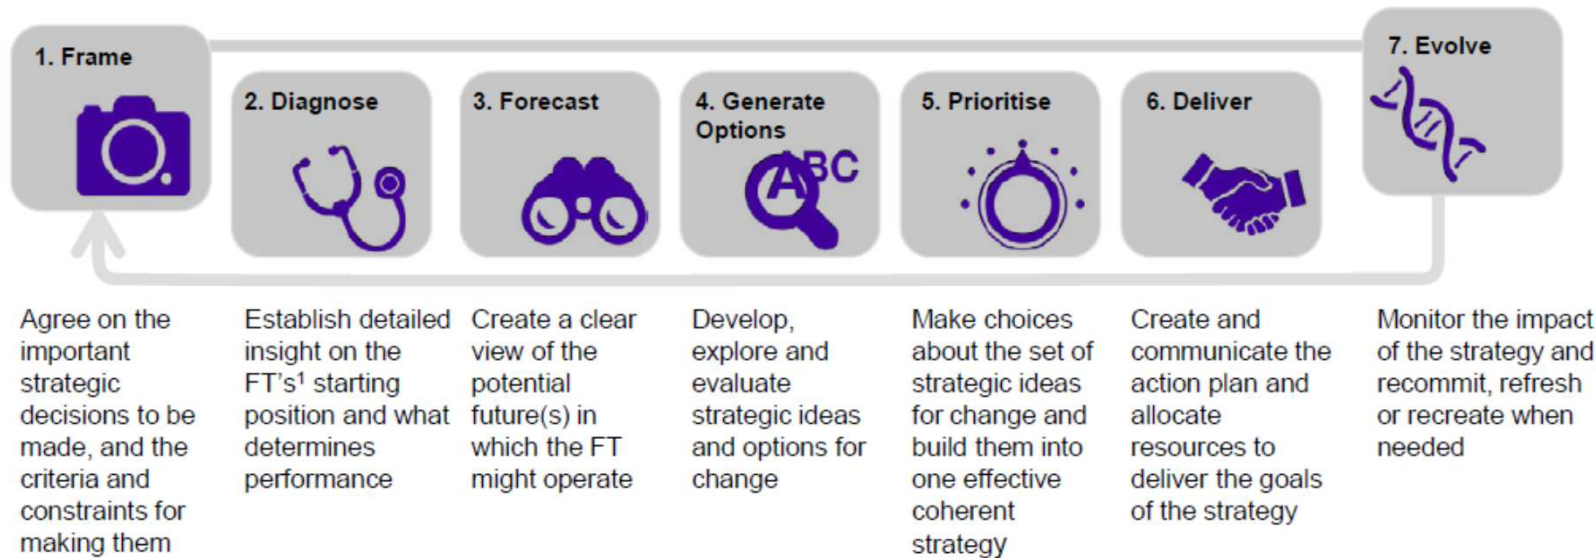 1. Frame
2. Diagnose
3. Forecast
4. Generate
Options
ABC
5. Prioritise
6. Deliver
7. Evolve
Agree on the
important
strategic
decisions to be
made, and the
criteria and
constraints for
making them
Establish detailed
insight on the
FT's¹ starting
position and what
determines
performance
Create a clear
view of the
potential
future(s) in
which the FT
might operate
Develop,
explore and
evaluate
strategic ideas
and options for
change
Make choices
about the set of
strategic ideas
for change and
build them into
one effective
coherent
strategy
Create and
communicate the
action plan and
allocate
resources to
deliver the goals
of the strategy
Monitor the impact
of the strategy and
recommit, refresh
or recreate when
needed